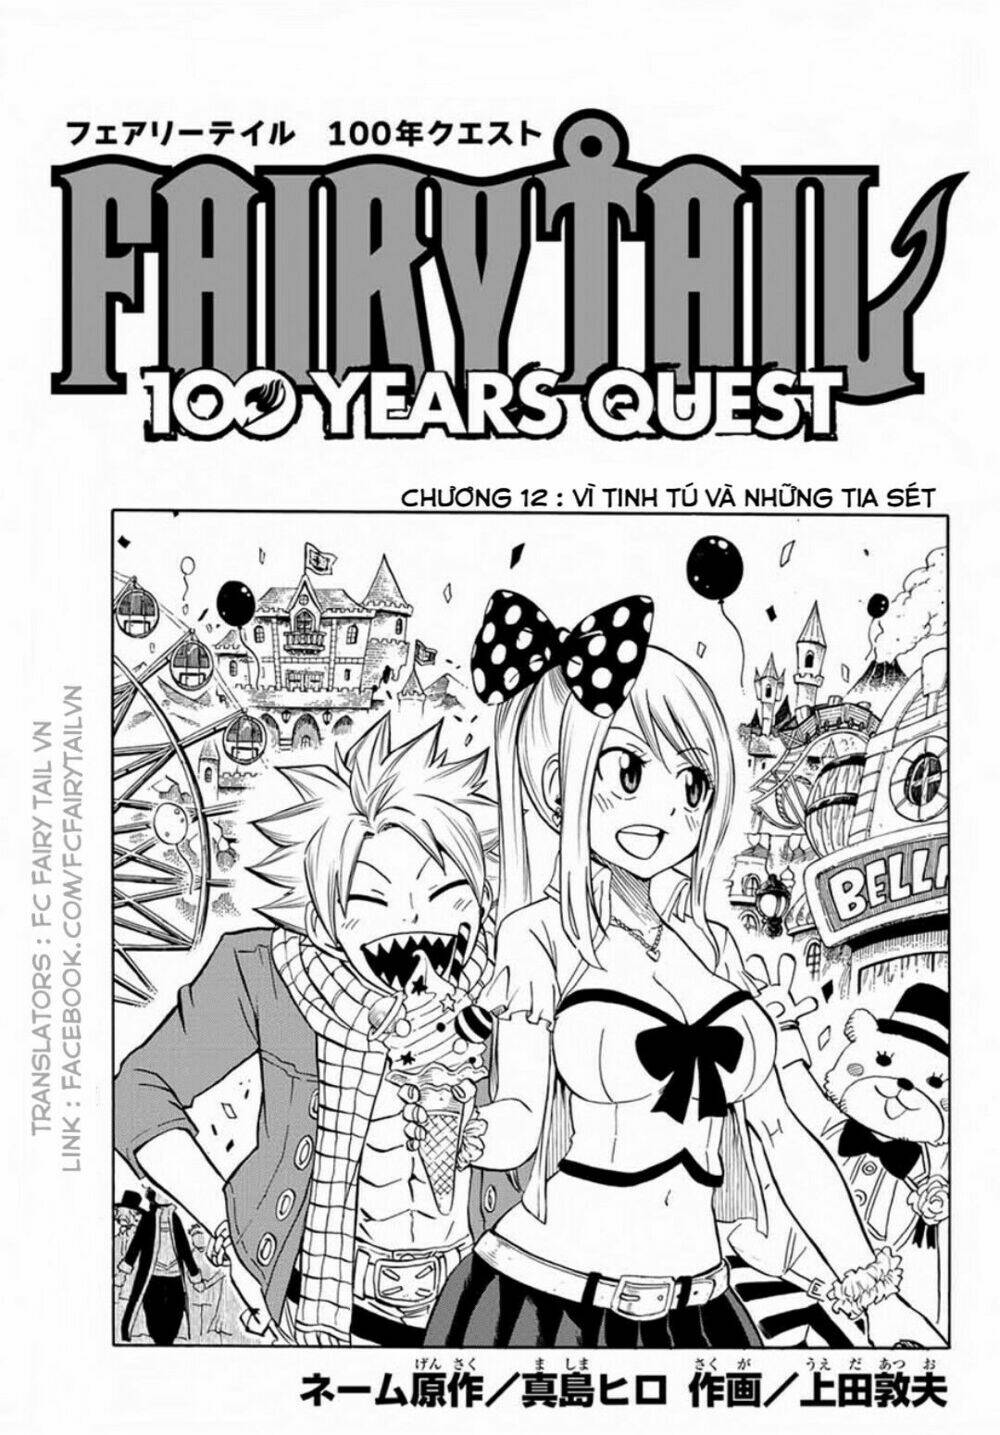 フェアリーテイル 100年クエスト
FAIRY TAIL
100 YEARS QUEST
CHƯƠNG 12 : VÌ TINH TÚ VÀ NHỮNG TIA SÉT
TRANSLATORS : FC FAIRY TAIL VN
LINK : FACEBOOK.COM/FCFAIRYTAILVN
BELLA
げん さく ま しま さく が うえ だ あつ お
ネーム原作／真島ヒロ 作画／上田敦夫